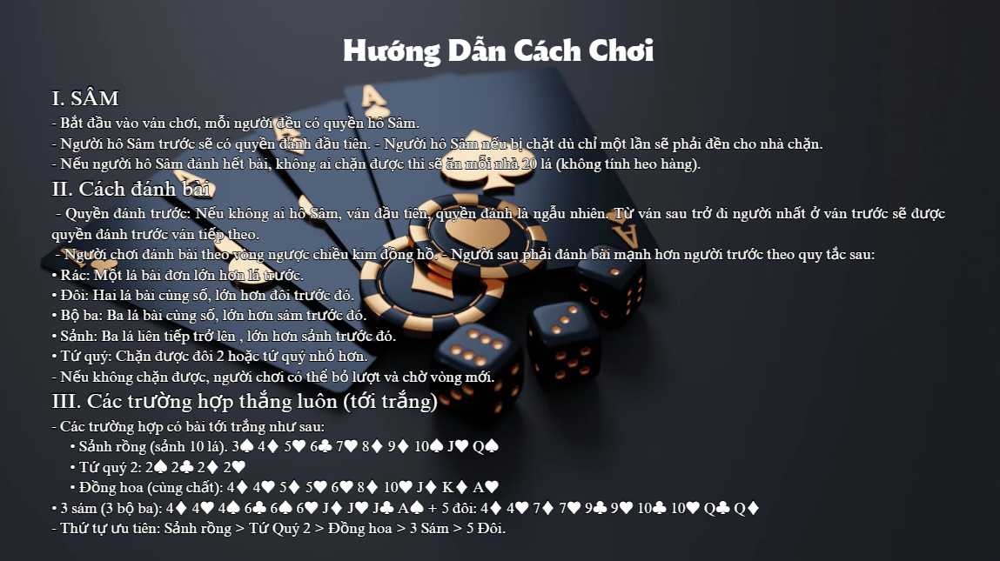 Hướng Dẫn Cách Chơi
I. SÂM
- Bắt đầu vào ván chơi, mỗi người đều có quyền hô Sâm.
- Người hô Sâm trước sẽ có quyền đánh đầu tiên. - Người hô Sâm nếu bị chặt dù chỉ một lần sẽ phải đền cho nhà chặn.
- Nếu người hô Sâm đánh hết bài, không ai chặn được thì sẽ ăn mỗi nhà 20 lá (không tính heo hàng).
II. Cách đánh bài
- Quyền đánh trước: Nếu không ai hô Sâm, ván đầu tiên, quyền đánh là ngẫu nhiên. Từ ván sau trở đi người nhất ở ván trước sẽ được
quyền đánh trước ván tiếp theo.
- Người chơi đánh bài theo vòng ngược chiều kim đồng hồ. - Người sau phải đánh bài mạnh hơn người trước theo quy tắc sau:
• Rác: Một lá bài đơn lớn hơn lá trước.
• Đôi: Hai lá bài cùng số, lớn hơn đôi trước đó.
• Bộ ba: Ba lá bài cùng số, lớn hơn sám trước đó.
• Sảnh: Ba lá liên tiếp trở lên , lớn hơn sảnh trước đó.
• Tứ quý: Chặn được đôi 2 hoặc tứ quý nhỏ hơn.
- Nếu không chặn được, người chơi có thể bỏ lượt và chờ vòng mới.
III. Các trường hợp thắng luôn (tới trắng)
- Các trường hợp có bài tới trắng như sau:
• Sảnh rồng (sảnh 10 lá). 3♠ 4♦ 5♥ 6♣ 7♥ 8♦ 9♦ 10♠ J♥ Q♠
• Tứ quý 2: 2♠ 2♣ 2♦ 2♥
• Đồng hoa (cùng chất): 4♦ 4♥ 5♦ 5♥ 6♥ 8♦ 10♥ J♦ K♦ A♥
• 3 sám (3 bộ ba): 4♦ 4♥ 4♠ 6♣ 6♠ 6♥ J♦ J♥ J♣ A♠ + 5 đôi: 4♦ 4♥ 7♦ 7♥ 9♣ 9♥ 10♣ 10♥ Q♣ Q♦
- Thứ tự ưu tiên: Sảnh rồng > Tứ Quý 2 > Đồng hoa > 3 Sám > 5 Đôi.